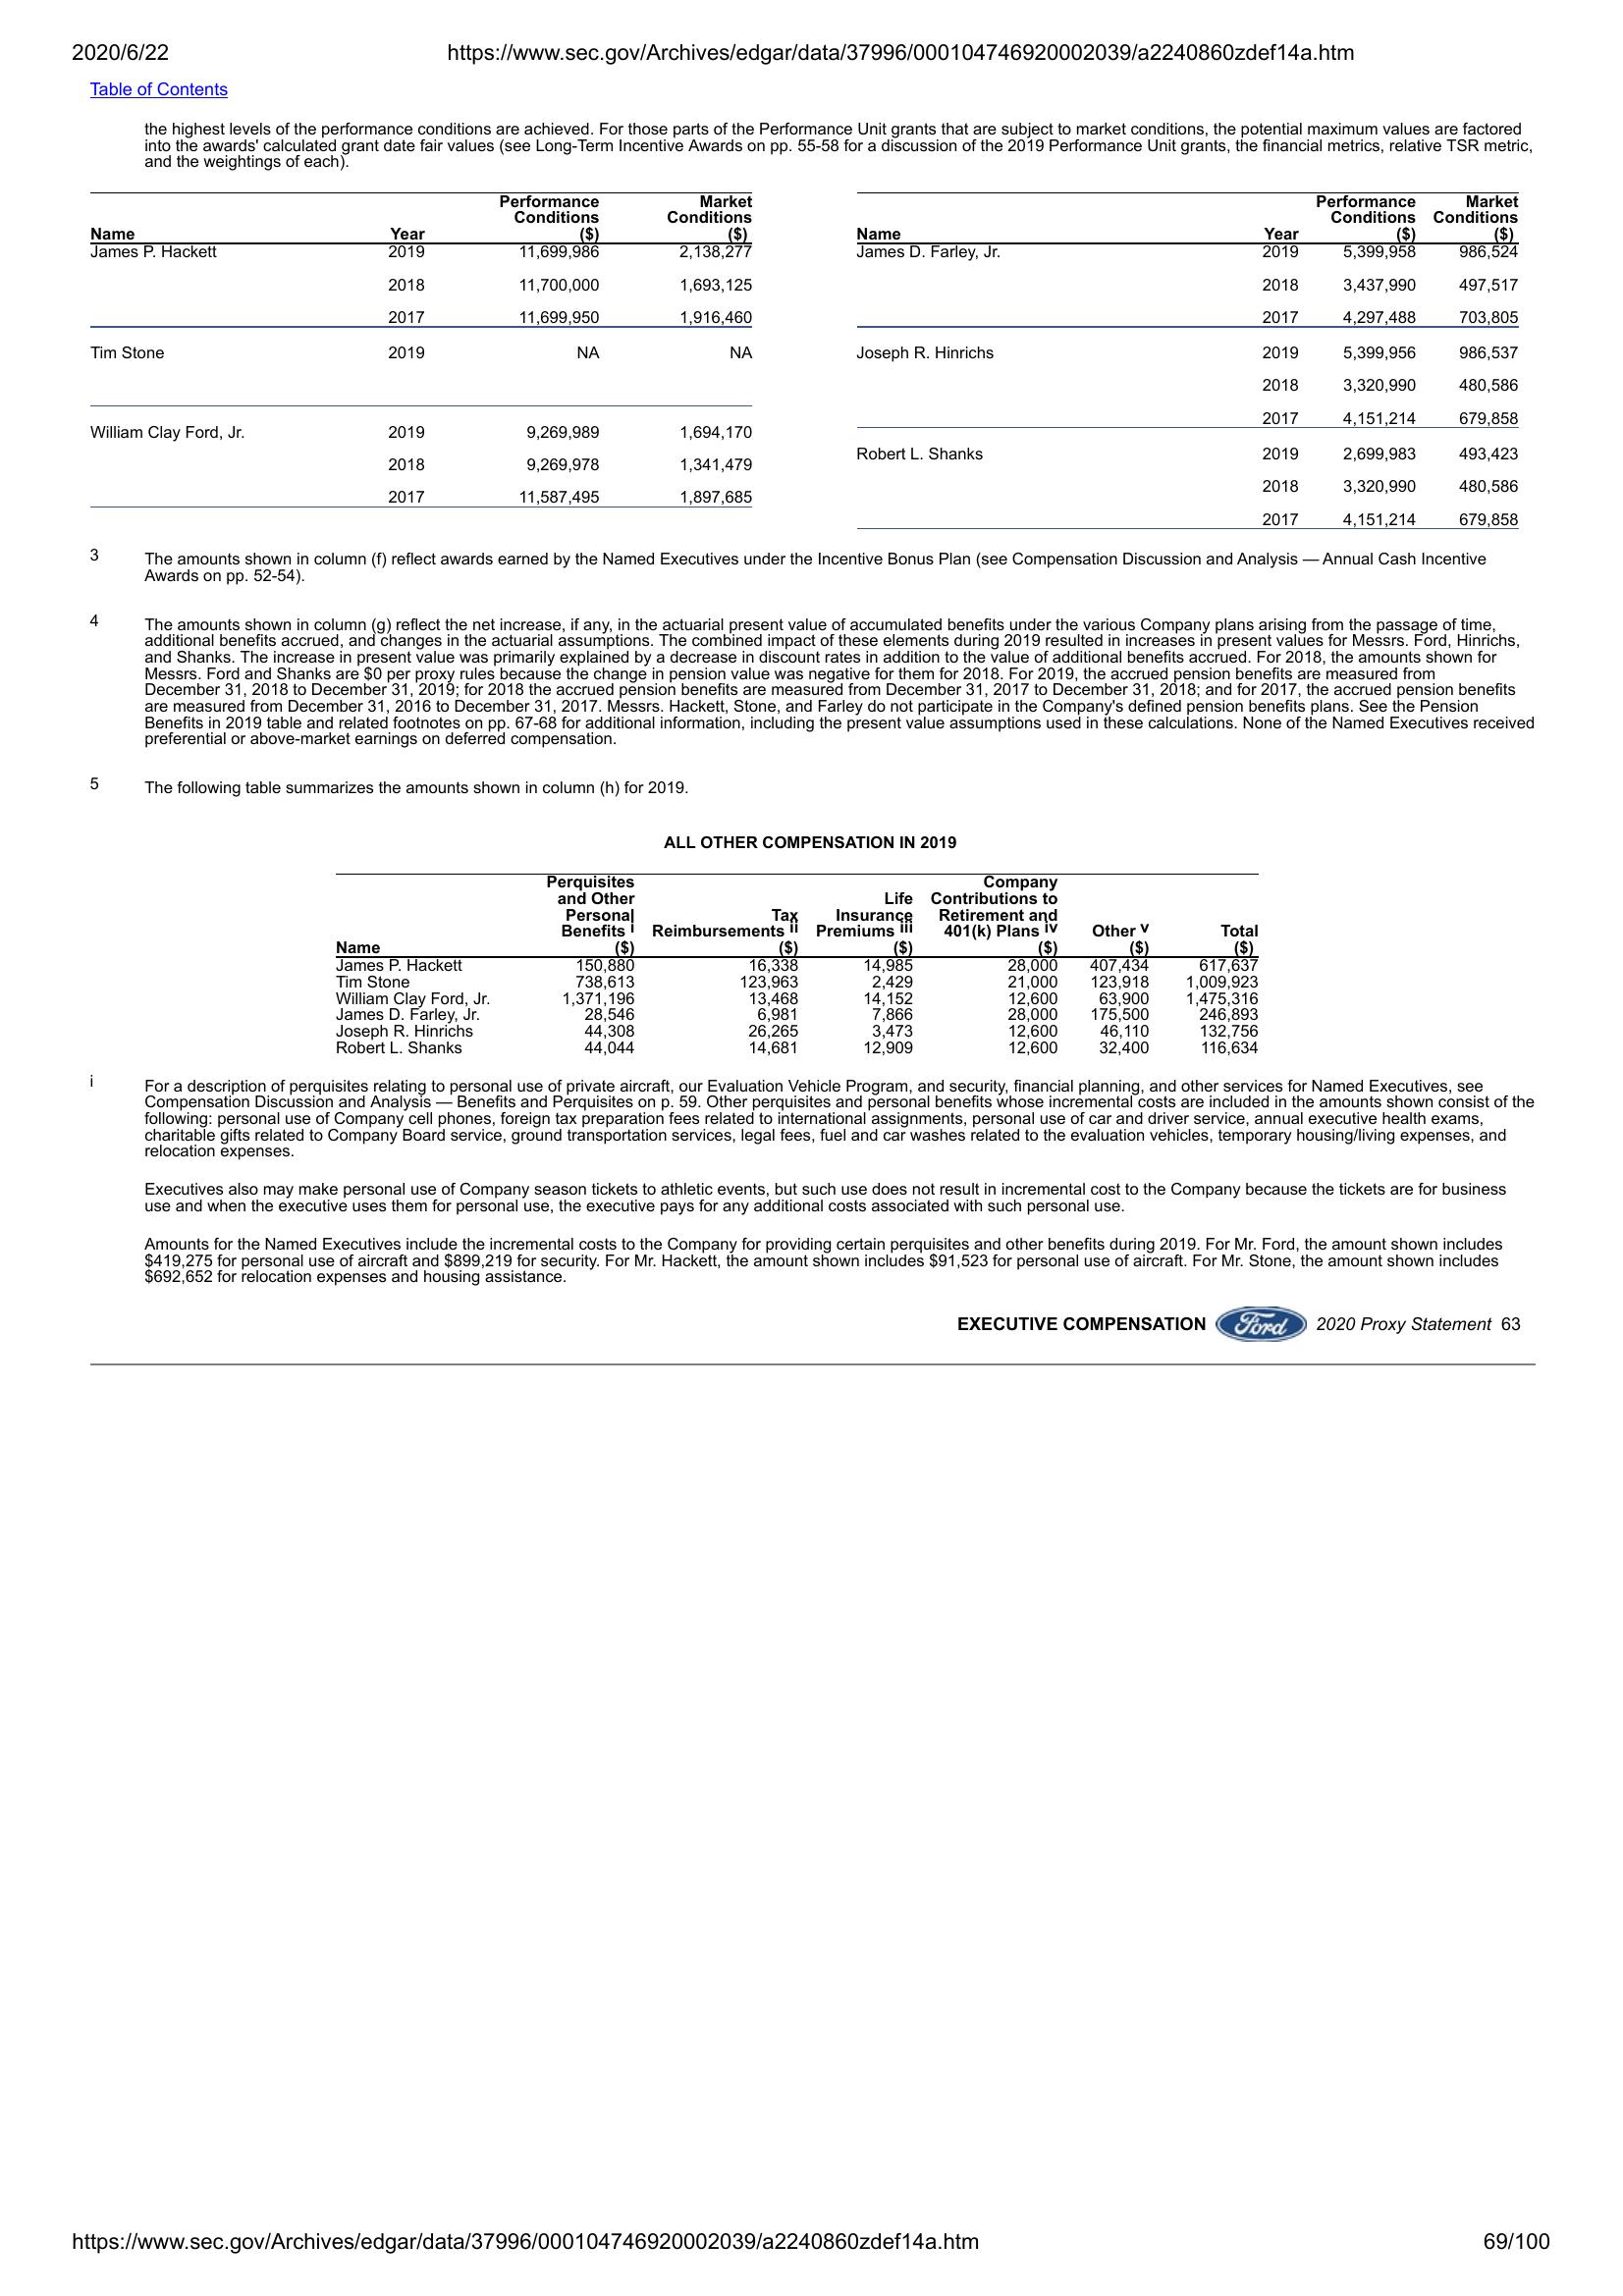 2020/6/22 https://www.sec.gov/Archives/edgar/data/37996/000104746920002039/a2240860zdef14a.htm
Table of Contents
the highest levels of the performance conditions are achieved. For those parts of the Performance Unit grants that are subject to market conditions, the potential maximum values are factored
into the awards' calculated grant date fair values (see Long-Term Incentive Awards on pp. 55-58 for a discussion of the 2019 Performance Unit grants, the financial metrics, relative TSR metric,
and the weightings of each).
Performance Market
Conditions Conditions
Name Year ($) ($)
James P. Hackett 2019 11,699,986 2,138,277
2018 11,700,000 1,693,125
2017 11,699,950 1,916,460
Tim Stone 2019 NA NA
William Clay Ford, Jr. 2019 9,269,989 1,694,170
2018 9,269,978 1,341,479
2017 11,587,495 1,897,685
Performance Market
Conditions Conditions
Name Year ($) ($)
James D. Farley, Jr. 2019 5,399,958 986,524
2018 3,437,990 497,517
2017 4,297,488 703,805
Joseph R. Hinrichs 2019 5,399,956 986,537
2018 3,320,990 480,586
2017 4,151,214 679,858
Robert L. Shanks 2019 2,699,983 493,423
2018 3,320,990 480,586
2017 4,151,214 679,858
3 The amounts shown in column (f) reflect awards earned by the Named Executives under the Incentive Bonus Plan (see Compensation Discussion and Analysis — Annual Cash Incentive
Awards on pp. 52-54).
4 The amounts shown in column (g) reflect the net increase, if any, in the actuarial present value of accumulated benefits under the various Company plans arising from the passage of time,
additional benefits accrued, and changes in the actuarial assumptions. The combined impact of these elements during 2019 resulted in increases in present values for Messrs. Ford, Hinrichs,
and Shanks. The increase in present value was primarily explained by a decrease in discount rates in addition to the value of additional benefits accrued. For 2018, the amounts shown for
Messrs. Ford and Shanks are $0 per proxy rules because the change in pension value was negative for them for 2018. For 2019, the accrued pension benefits are measured from
December 31, 2018 to December 31, 2019; for 2018 the accrued pension benefits are measured from December 31, 2017 to December 31, 2018; and for 2017, the accrued pension benefits
are measured from December 31, 2016 to December 31, 2017. Messrs. Hackett, Stone, and Farley do not participate in the Company's defined pension benefits plans. See the Pension
Benefits in 2019 table and related footnotes on pp. 67-68 for additional information, including the present value assumptions used in these calculations. None of the Named Executives received
preferential or above-market earnings on deferred compensation.
5 The following table summarizes the amounts shown in column (h) for 2019.
ALL OTHER COMPENSATION IN 2019
Perquisites Company
and Other Life Contributions to
Personal Tax Insurance Retirement and
Benefits i Reimbursements ii Premiums iii 401(k) Plans iv Other v Total
Name ($) ($) ($) ($) ($) ($)
James P. Hackett 150,880 16,338 14,985 28,000 407,434 617,637
Tim Stone 738,613 123,963 2,429 21,000 123,918 1,009,923
William Clay Ford, Jr. 1,371,196 13,468 14,152 12,600 63,900 1,475,316
James D. Farley, Jr. 28,546 6,981 7,866 28,000 175,500 246,893
Joseph R. Hinrichs 44,308 26,265 3,473 12,600 46,110 132,756
Robert L. Shanks 44,044 14,681 12,909 12,600 32,400 116,634
i For a description of perquisites relating to personal use of private aircraft, our Evaluation Vehicle Program, and security, financial planning, and other services for Named Executives, see
Compensation Discussion and Analysis — Benefits and Perquisites on p. 59. Other perquisites and personal benefits whose incremental costs are included in the amounts shown consist of the
following: personal use of Company cell phones, foreign tax preparation fees related to international assignments, personal use of car and driver service, annual executive health exams,
charitable gifts related to Company Board service, ground transportation services, legal fees, fuel and car washes related to the evaluation vehicles, temporary housing/living expenses, and
relocation expenses.
Executives also may make personal use of Company season tickets to athletic events, but such use does not result in incremental cost to the Company because the tickets are for business
use and when the executive uses them for personal use, the executive pays for any additional costs associated with such personal use.
Amounts for the Named Executives include the incremental costs to the Company for providing certain perquisites and other benefits during 2019. For Mr. Ford, the amount shown includes
$419,275 for personal use of aircraft and $899,219 for security. For Mr. Hackett, the amount shown includes $91,523 for personal use of aircraft. For Mr. Stone, the amount shown includes
$692,652 for relocation expenses and housing assistance.
EXECUTIVE COMPENSATION Ford 2020 Proxy Statement 63
https://www.sec.gov/Archives/edgar/data/37996/000104746920002039/a2240860zdef14a.htm 69/100